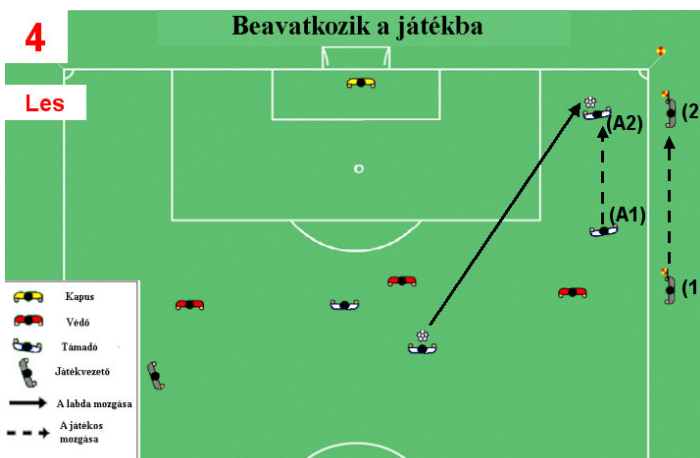 4
Beavatkozik a játékba
Les
(A2)
(2
(A1)
(1
Kapus
Védő
Támadó
Játékvezető
A labda mozgása
A játékos
mozgása